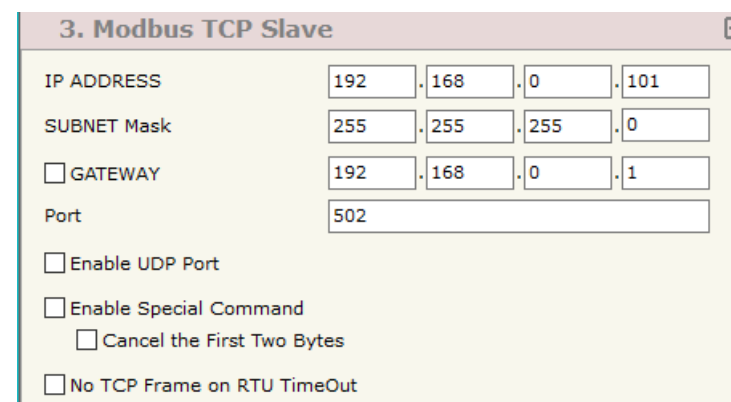 3. Modbus TCP Slave
IP ADDRESS 192 . 168 . 0 . 101
SUBNET Mask 255 . 255 . 255 . 0
GATEWAY 192 . 168 . 0 . 1
Port 502
Enable UDP Port
Enable Special Command
Cancel the First Two Bytes
No TCP Frame on RTU TimeOut